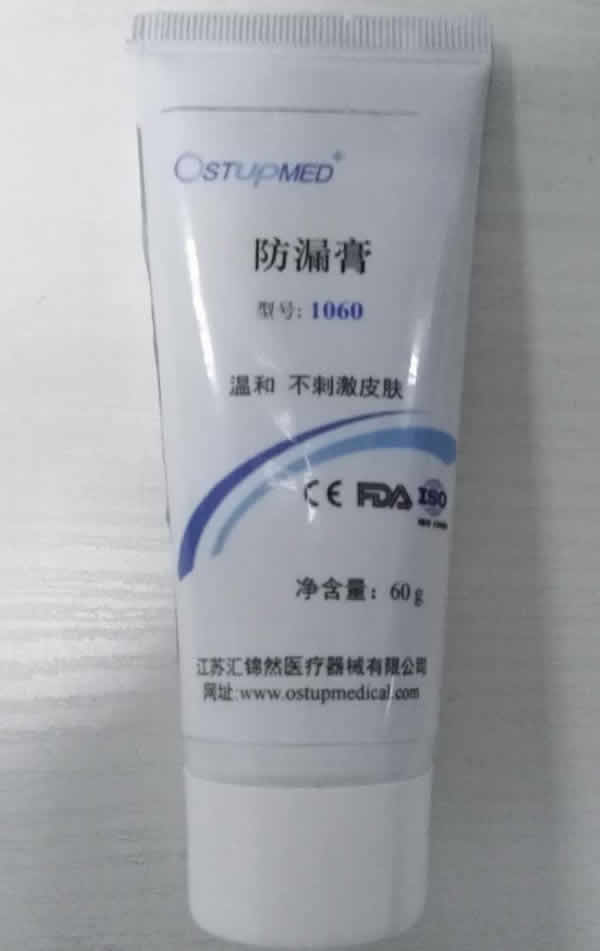 OSTUPMED+
防漏膏
型号: 1060
温和 不刺激皮肤
CE FDA ISO
净含量: 60 g
江苏汇锦然医疗器械有限公司
网址:www.ostupmedical.com